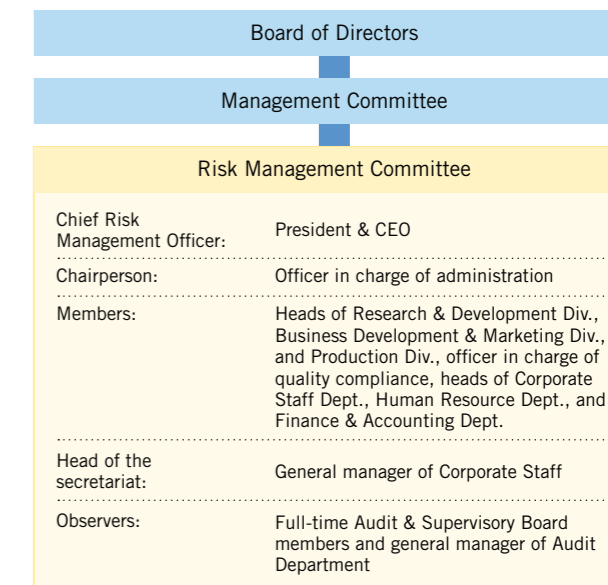 Board of Directors
Management Committee
Risk Management Committee
Chief Risk
Management Officer:
President & CEO
Chairperson:
Officer in charge of administration
Members:
Heads of Research & Development Div.,
Business Development & Marketing Div.,
and Production Div., officer in charge of
quality compliance, heads of Corporate
Staff Dept., Human Resource Dept., and
Finance & Accounting Dept.
Head of the
secretariat:
General manager of Corporate Staff
Observers:
Full-time Audit & Supervisory Board
members and general manager of Audit
Department